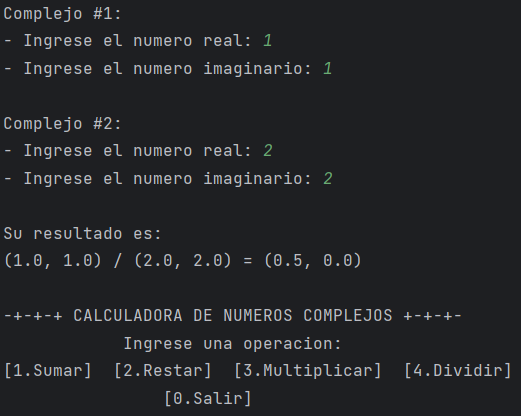 Complejo #1:
- Ingrese el numero real: 1
- Ingrese el numero imaginario: 1
Complejo #2:
- Ingrese el numero real: 2
- Ingrese el numero imaginario: 2
Su resultado es:
(1.0, 1.0) / (2.0, 2.0) = (0.5, 0.0)
-+-+-+ CALCULADORA DE NUMEROS COMPLEJOS +-+-+-
Ingrese una operacion:
[1.Sumar]  [2.Restar]  [3.Multiplicar]  [4.Dividir]
[0.Salir]